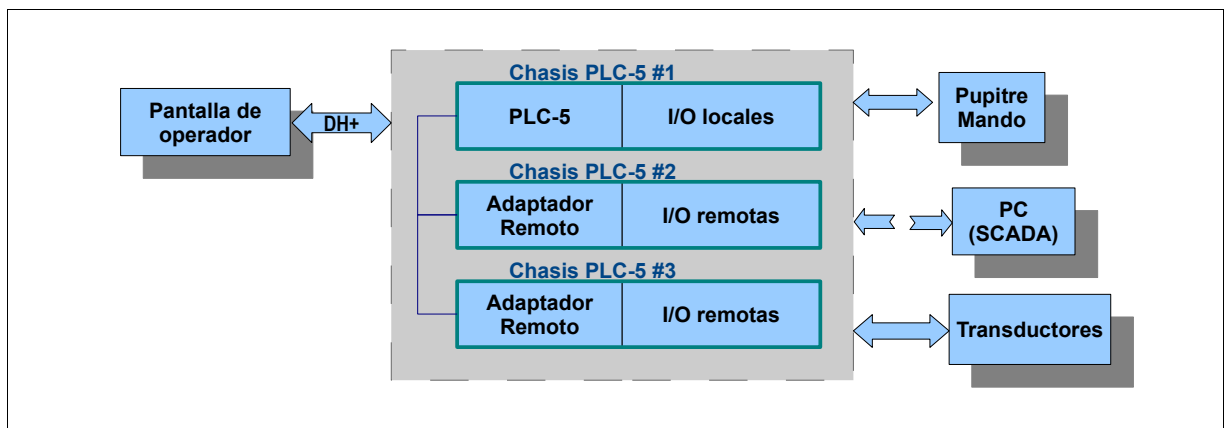 Chasis PLC-5 #1
Pantalla de
operador
DH+
PLC-5
I/O locales
Pupitre
Mando
Chasis PLC-5 #2
Adaptador
Remoto
I/O remotas
PC
(SCADA)
Chasis PLC-5 #3
Adaptador
Remoto
I/O remotas
Transductores